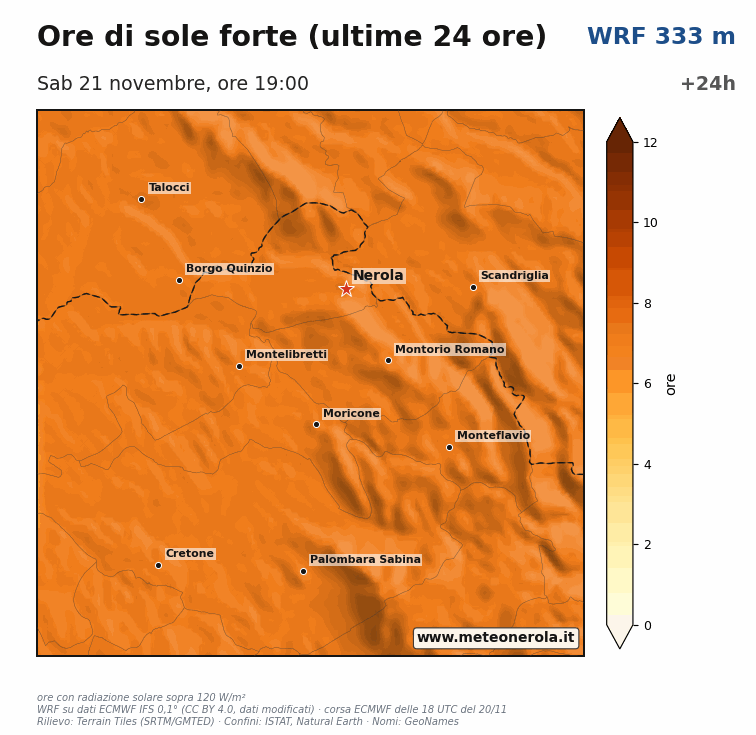 Ore di sole forte (ultime 24 ore)
WRF 333 m
Sab 21 novembre, ore 19:00
+24h
Talocci
Borgo Quinzio
Nerola
Scandriglia
Montelibretti
Montorio Romano
Moricone
Monteflavio
Cretone
Palombara Sabina
www.meteonerola.it
12
10
8
6
4
2
0
ore
ore con radiazione solare sopra 120 W/m²
WRF su dati ECMWF IFS 0,1° (CC BY 4.0, dati modificati) · corsa ECMWF delle 18 UTC del 20/11
Rilievo: Terrain Tiles (SRTM/GMTED) · Confini: ISTAT, Natural Earth · Nomi: GeoNames